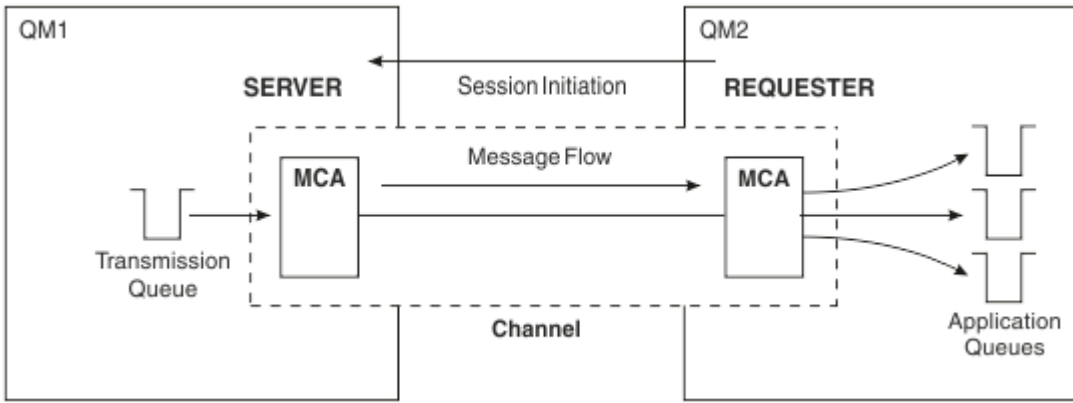 QM1
QM2
Session Initiation
SERVER
REQUESTER
Message Flow
MCA
MCA
Transmission
Queue
Channel
Application
Queues